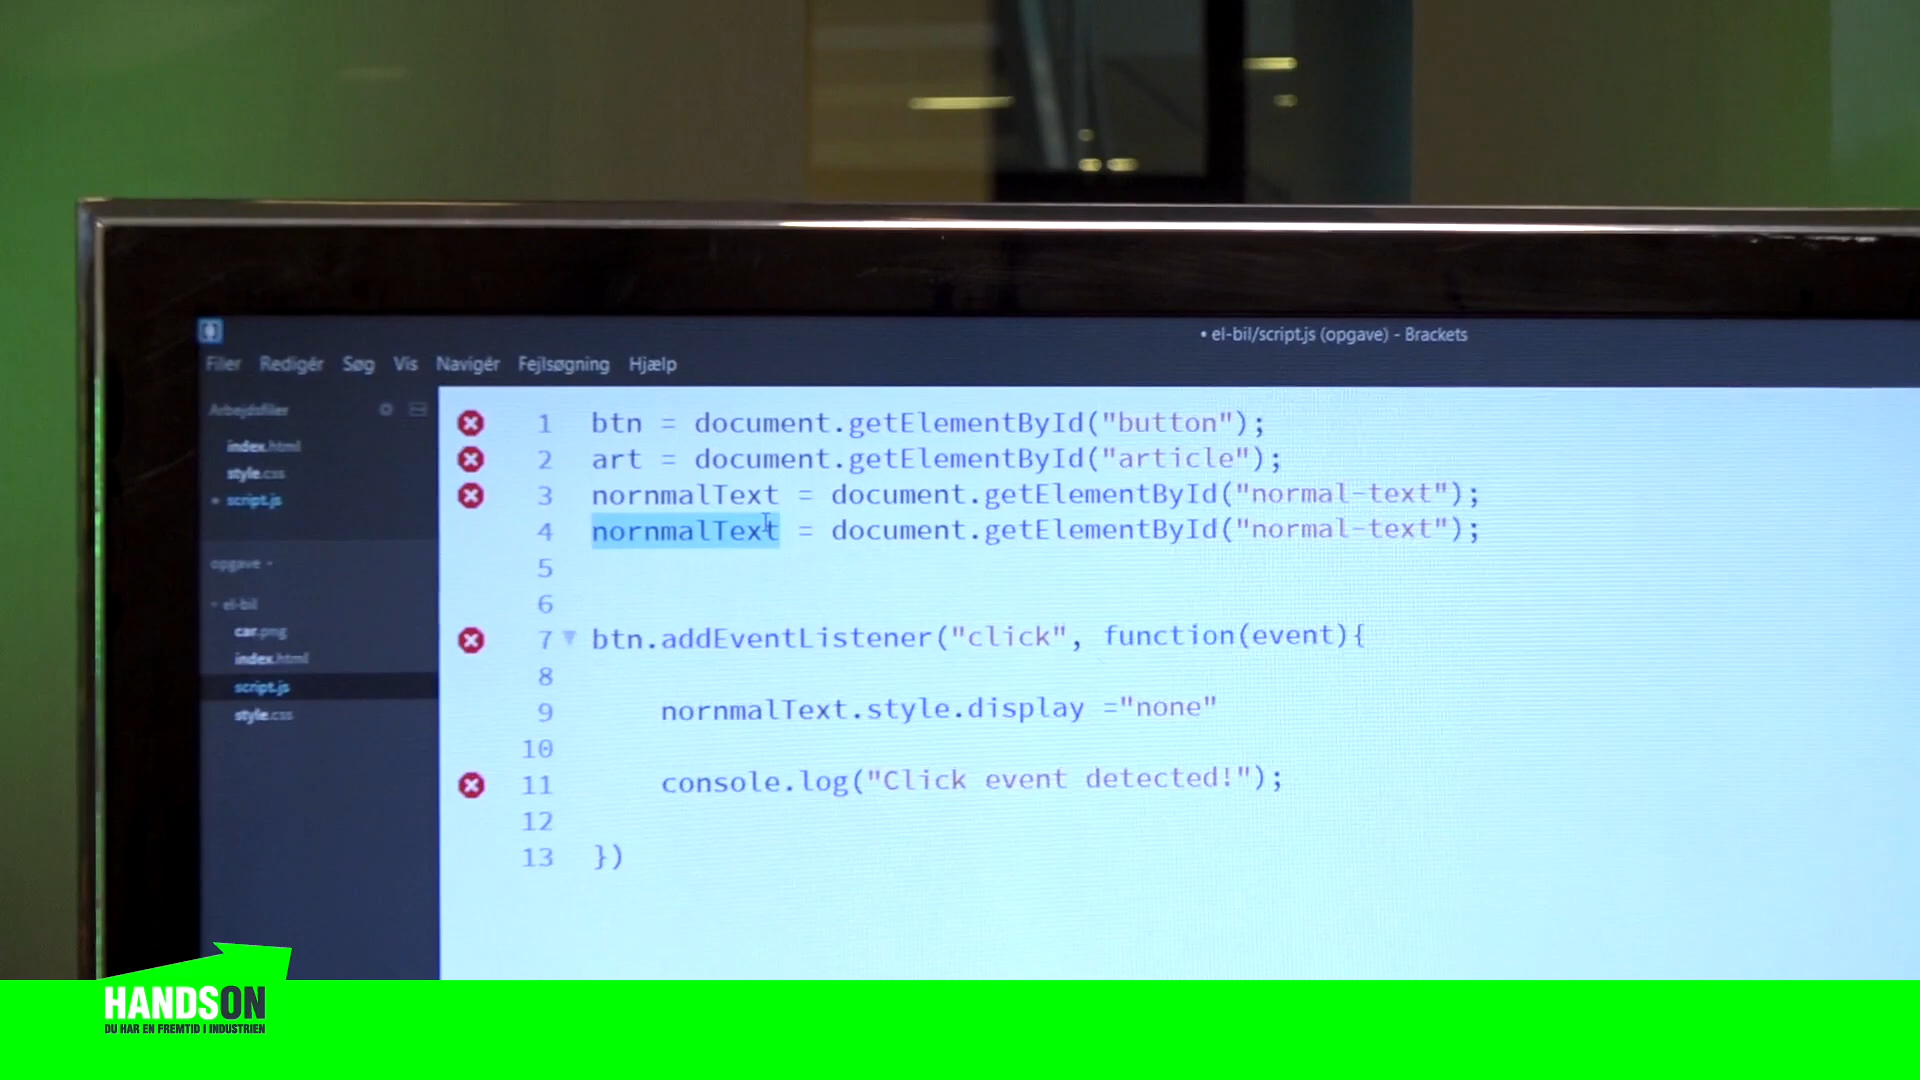 • el-bil/script.js (opgave) - Brackets
Filer Redigér Søg Vis Navigér Fejlsøgning Hjælp
Arbejdsfiler
index.html
style.css
• script.js
opgave
el-bil
car.png
index.html
script.js
style.css
1 btn = document.getElementById("button");
2 art = document.getElementById("article");
3 nornmalText = document.getElementById("normal-text");
4 nornmalText = document.getElementById("normal-text");
5
6
7 btn.addEventListener("click", function(event){
8
9 nornmalText.style.display ="none"
10
11 console.log("Click event detected!");
12
13 })
HANDSON
DU HAR EN FREMTID I INDUSTRIEN